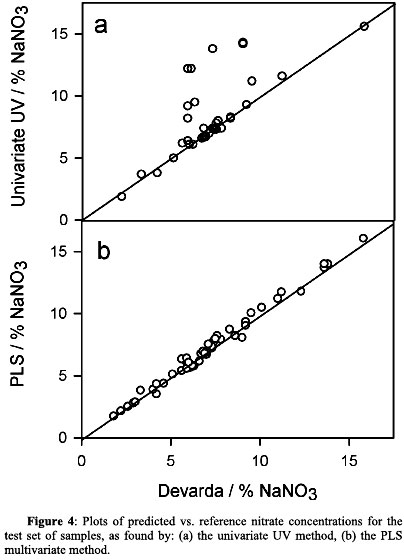 a
Univariate UV / % NaNO3
15
10
5
0
b
PLS / % NaNO3
15
10
5
0
0 5 10 15
Devarda / % NaNO3
Figure 4: Plots of predicted vs. reference nitrate concentrations for the
test set of samples, as found by: (a) the univariate UV method, (b) the PLS
multivariate method.